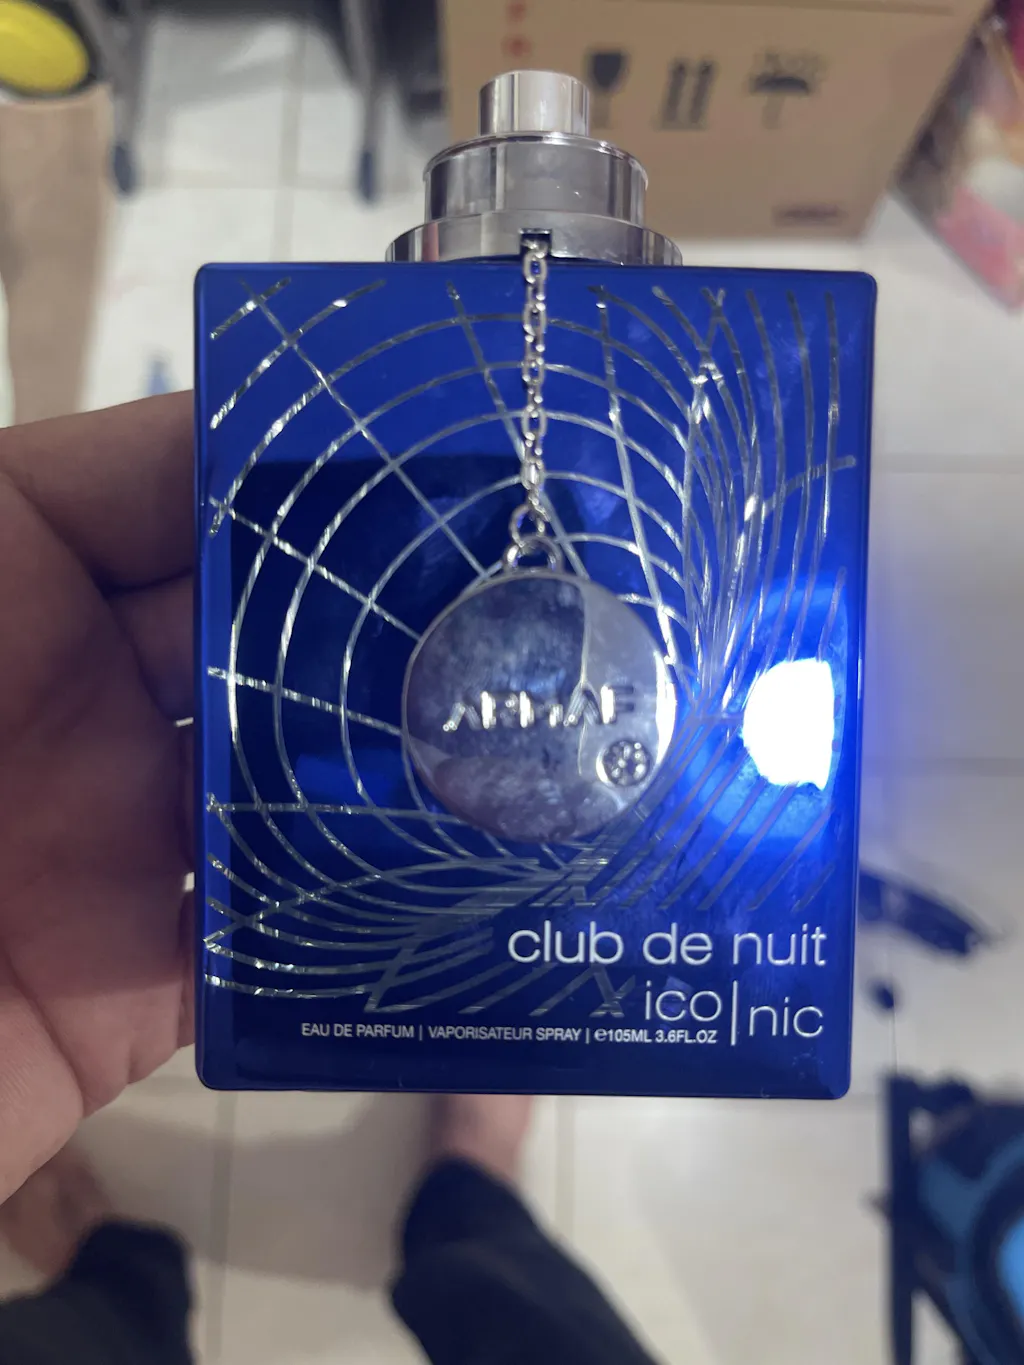 ARMAF
club de nuit
ico|nic
EAU DE PARFUM | VAPORISATEUR SPRAY | ℮105ML 3.6FL.OZ